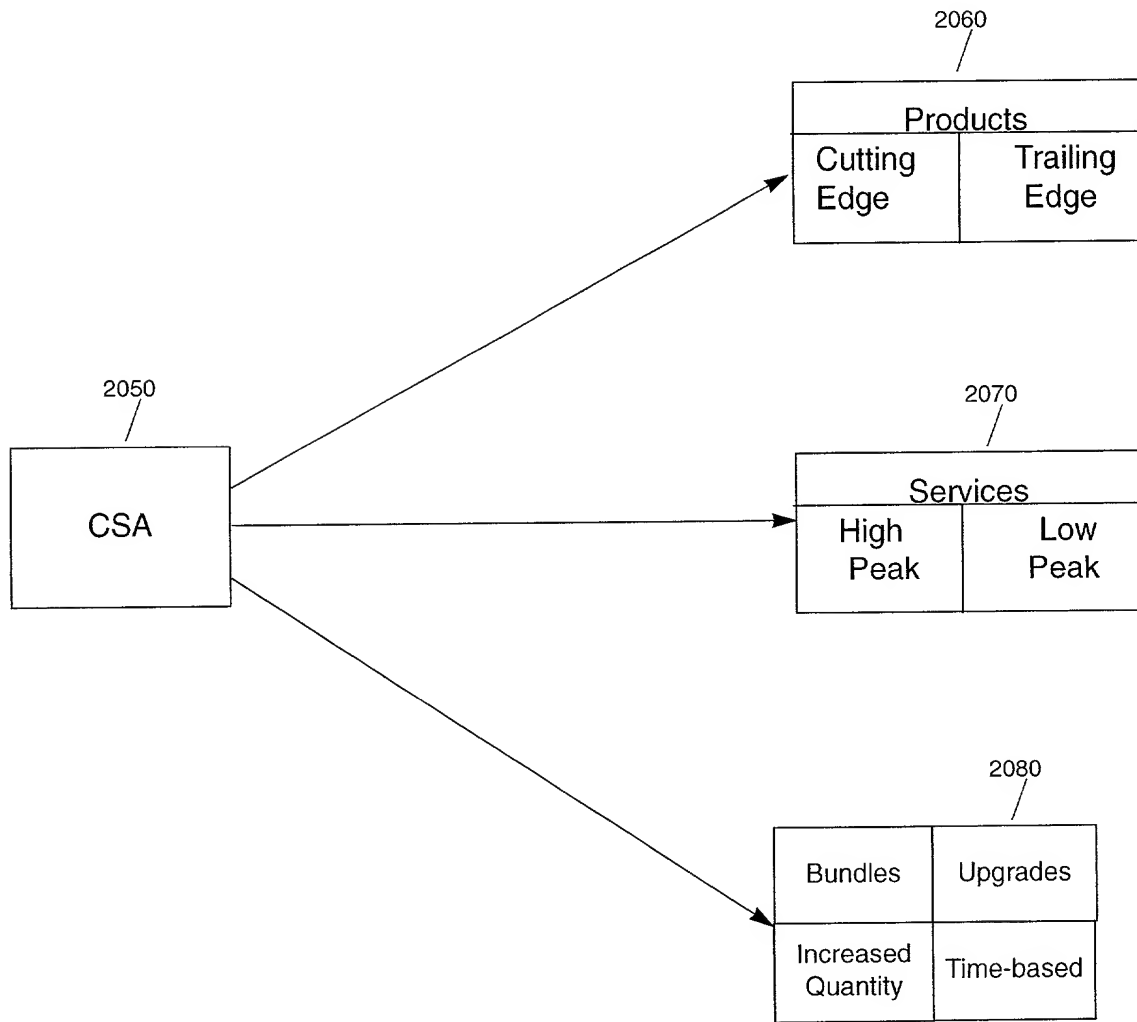 2060
Products
Cutting Edge
Trailing Edge
2050
CSA
2070
Services
High Peak
Low Peak
2080
Bundles
Upgrades
Increased Quantity
Time-based